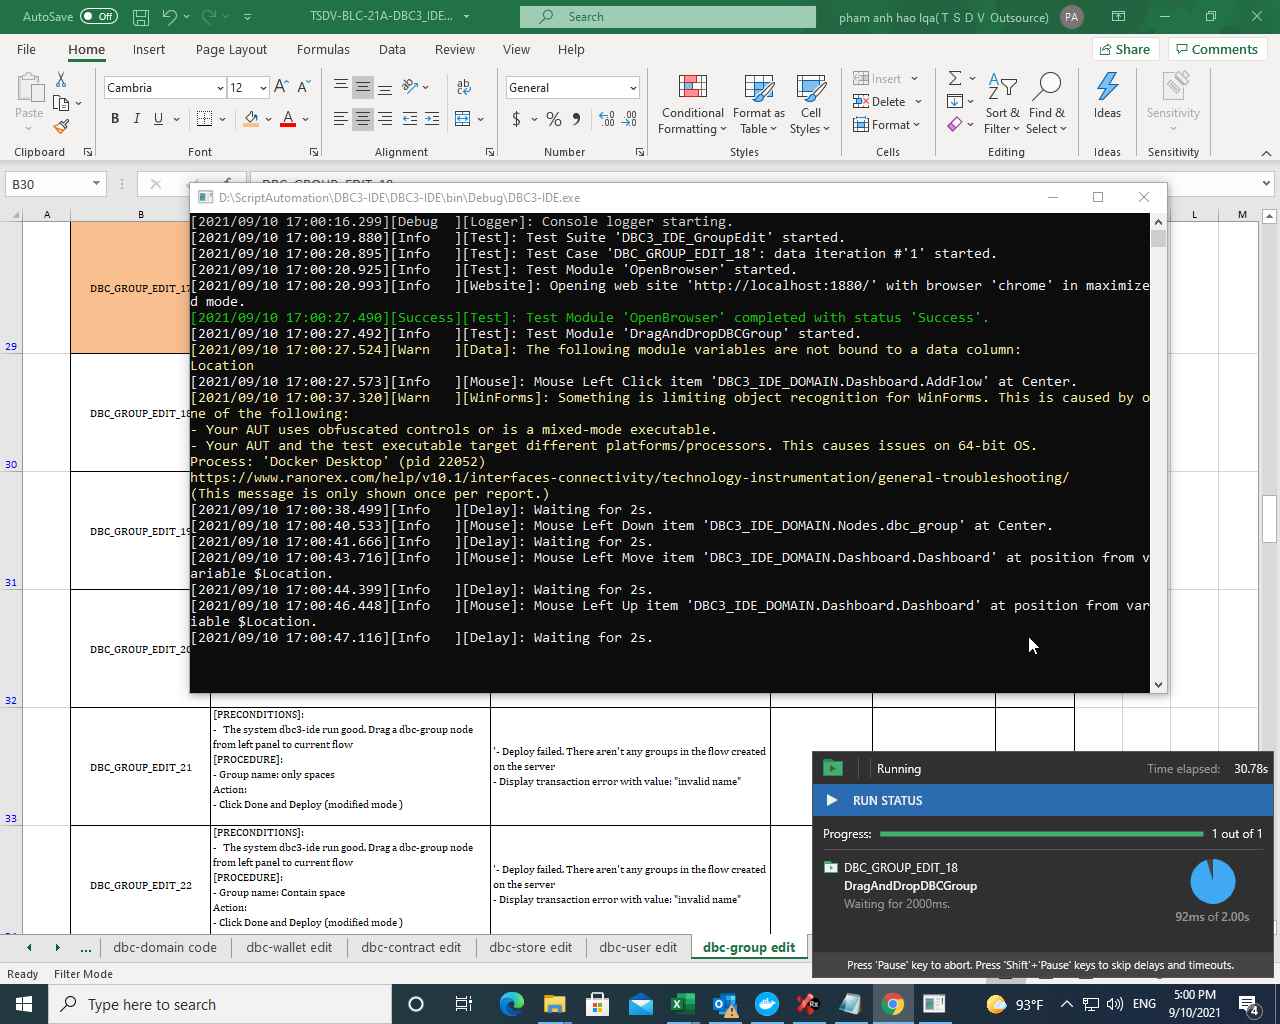 AutoSave Off TSDV-BLC-21A-DBC3_IDE... Search pham anh hao lqa(T S D V Outsource) PA
File Home Insert Page Layout Formulas Data Review View Help Share Comments
Cambria 12 General
Paste
B I U $ % 9
Conditional Formatting Format as Table Cell Styles
Insert
Delete
Format
Sort & Filter Find & Select
Ideas
Sensitivity
Clipboard Font Alignment Number Styles Cells Editing Ideas Sensitivity
B30
A B L M
D:\ScriptAutomation\DBC3-IDE\DBC3-IDE\bin\Debug\DBC3-IDE.exe
[2021/09/10 17:00:16.299][Debug  ][Logger]: Console logger starting.
[2021/09/10 17:00:19.880][Info   ][Test]: Test Suite 'DBC3_IDE_GroupEdit' started.
[2021/09/10 17:00:20.895][Info   ][Test]: Test Case 'DBC_GROUP_EDIT_18': data iteration #'1' started.
[2021/09/10 17:00:20.925][Info   ][Test]: Test Module 'OpenBrowser' started.
[2021/09/10 17:00:20.993][Info   ][Website]: Opening web site 'http://localhost:1880/' with browser 'chrome' in maximize
d mode.
[2021/09/10 17:00:27.490][Success][Test]: Test Module 'OpenBrowser' completed with status 'Success'.
[2021/09/10 17:00:27.492][Info   ][Test]: Test Module 'DragAndDropDBCGroup' started.
[2021/09/10 17:00:27.524][Warn   ][Data]: The following module variables are not bound to a data column:
Location
[2021/09/10 17:00:27.573][Info   ][Mouse]: Mouse Left Click item 'DBC3_IDE_DOMAIN.Dashboard.AddFlow' at Center.
[2021/09/10 17:00:37.320][Warn   ][WinForms]: Something is limiting object recognition for WinForms. This is caused by o
ne of the following:
- Your AUT uses obfuscated controls or is a mixed-mode executable.
- Your AUT and the test executable target different platforms/processors. This causes issues on 64-bit OS.
Process: 'Docker Desktop' (pid 22052)
https://www.ranorex.com/help/v10.1/interfaces-connectivity/technology-instrumentation/general-troubleshooting/
(This message is only shown once per report.)
[2021/09/10 17:00:38.499][Info   ][Delay]: Waiting for 2s.
[2021/09/10 17:00:40.533][Info   ][Mouse]: Mouse Left Down item 'DBC3_IDE_DOMAIN.Nodes.dbc_group' at Center.
[2021/09/10 17:00:41.666][Info   ][Delay]: Waiting for 2s.
[2021/09/10 17:00:43.716][Info   ][Mouse]: Mouse Left Move item 'DBC3_IDE_DOMAIN.Dashboard.Dashboard' at position from v
ariable $Location.
[2021/09/10 17:00:44.399][Info   ][Delay]: Waiting for 2s.
[2021/09/10 17:00:46.448][Info   ][Mouse]: Mouse Left Up item 'DBC3_IDE_DOMAIN.Dashboard.Dashboard' at position from var
iable $Location.
[2021/09/10 17:00:47.116][Info   ][Delay]: Waiting for 2s.
29 DBC_GROUP_EDIT_17
30 DBC_GROUP_EDIT_18
31 DBC_GROUP_EDIT_19
32 DBC_GROUP_EDIT_20
33 DBC_GROUP_EDIT_21
[PRECONDITIONS]:
- The system dbc3-ide run good. Drag a dbc-group node
from left panel to current flow
[PROCEDURE]:
- Group name: only spaces
Action:
- Click Done and Deploy (modified mode )
'- Deploy failed. There aren't any groups in the flow created
on the server
- Display transaction error with value: "invalid name"
DBC_GROUP_EDIT_22
[PRECONDITIONS]:
- The system dbc3-ide run good. Drag a dbc-group node
from left panel to current flow
[PROCEDURE]:
- Group name: Contain space
Action:
- Click Done and Deploy (modified mode )
'- Deploy failed. There aren't any groups in the flow created
on the server
- Display transaction error with value: "invalid name"
Running Time elapsed: 30.78s
RUN STATUS
Progress: 1 out of 1
DBC_GROUP_EDIT_18
DragAndDropDBCGroup
Waiting for 2000ms.
92ms of 2.00s
Press 'Pause' key to abort. Press 'Shift'+'Pause' keys to skip delays and timeouts.
... dbc-domain code dbc-wallet edit dbc-contract edit dbc-store edit dbc-user edit dbc-group edit
Ready Filter Mode
Type here to search 93°F ENG 5:00 PM
9/10/2021 4